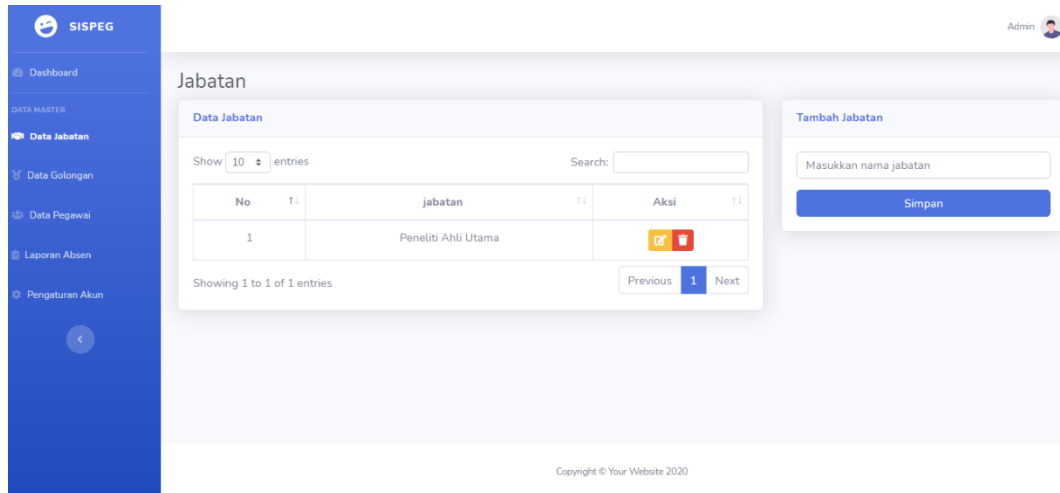 SISPEG
Admin
Dashboard
DATA MASTER
Data Jabatan
Data Golongan
Data Pegawai
Laporan Absen
Pengaturan Akun
Jabatan
Data Jabatan
Show 10 entries
Search:
No jabatan Aksi
1 Peneliti Ahli Utama
Showing 1 to 1 of 1 entries
Previous 1 Next
Tambah Jabatan
Masukkan nama jabatan
Simpan
Copyright © Your Website 2020